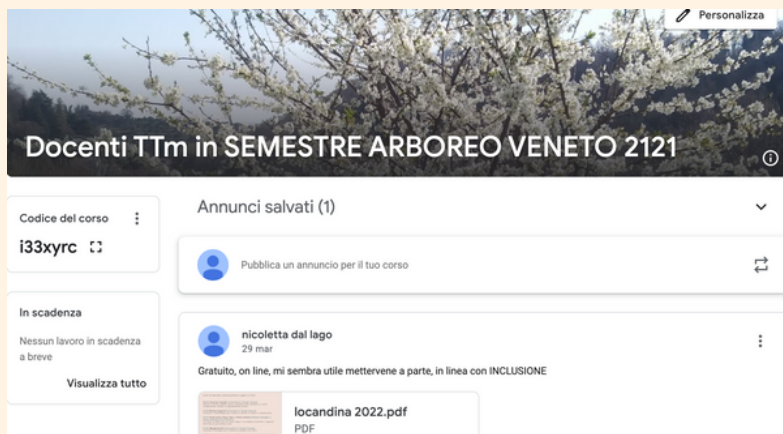 Personalizza
Docenti TTm in SEMESTRE ARBOREO VENETO 2121
Codice del corso
i33xyrc
In scadenza
Nessun lavoro in scadenza
a breve
Visualizza tutto
Annunci salvati (1)
Pubblica un annuncio per il tuo corso
nicoletta dal lago
29 mar
Gratuito, on line, mi sembra utile mettervene a parte, in linea con INCLUSIONE
locandina 2022.pdf
PDF